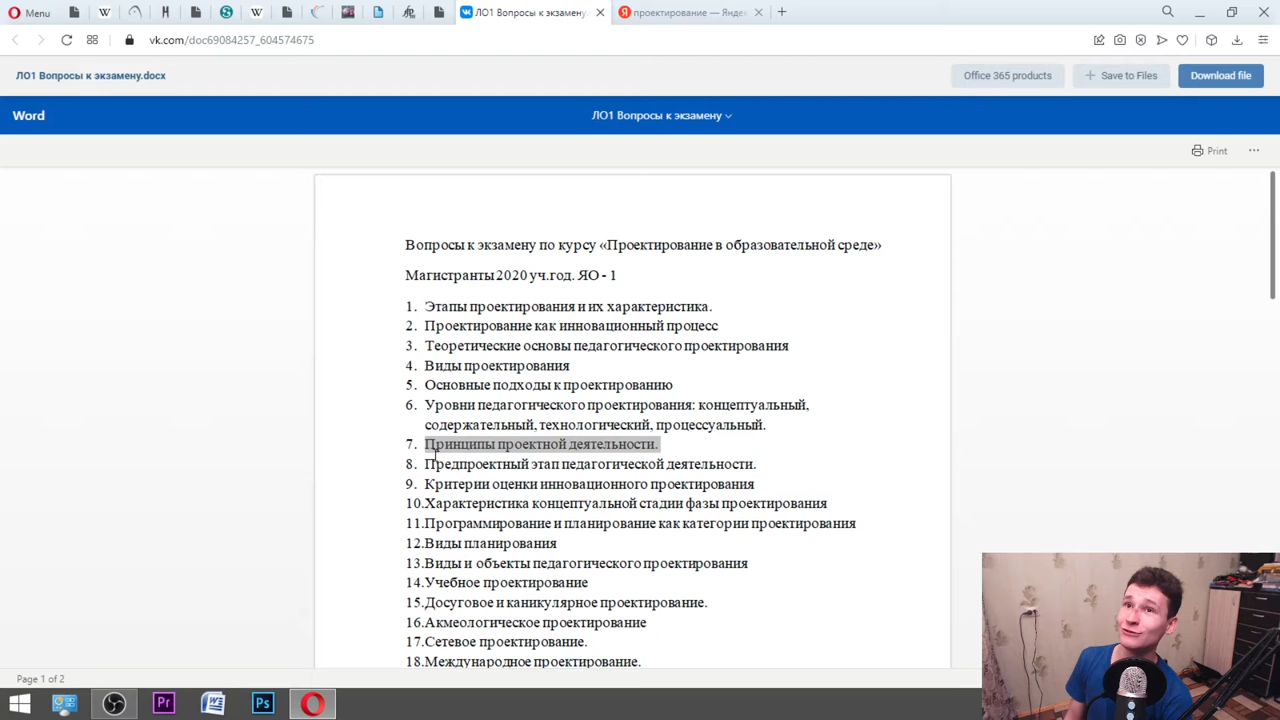 Menu
ЛО1 Вопросы к экзамену
проектирование — Янде
vk.com/doc69084257_604574675
ЛО1 Вопросы к экзамену.docx
Office 365 products
Save to Files
Download file
Word
ЛО1 Вопросы к экзамену
Print
Вопросы к экзамену по курсу «Проектирование в образовательной среде»
Магистранты 2020 уч.год. ЯО - 1
1. Этапы проектирования и их характеристика.
2. Проектирование как инновационный процесс
3. Теоретические основы педагогического проектирования
4. Виды проектирования
5. Основные подходы к проектированию
6. Уровни педагогического проектирования: концептуальный,
содержательный, технологический, процессуальный.
7. Принципы проектной деятельности.
8. Предпроектный этап педагогической деятельности.
9. Критерии оценки инновационного проектирования
10.Характеристика концептуальной стадии фазы проектирования
11.Программирование и планирование как категории проектирования
12.Виды планирования
13.Виды и объекты педагогического проектирования
14.Учебное проектирование
15.Досуговое и каникулярное проектирование.
16.Акмеологическое проектирование
17.Сетевое проектирование.
18.Международное проектирование.
Page 1 of 2
Pr
Ps